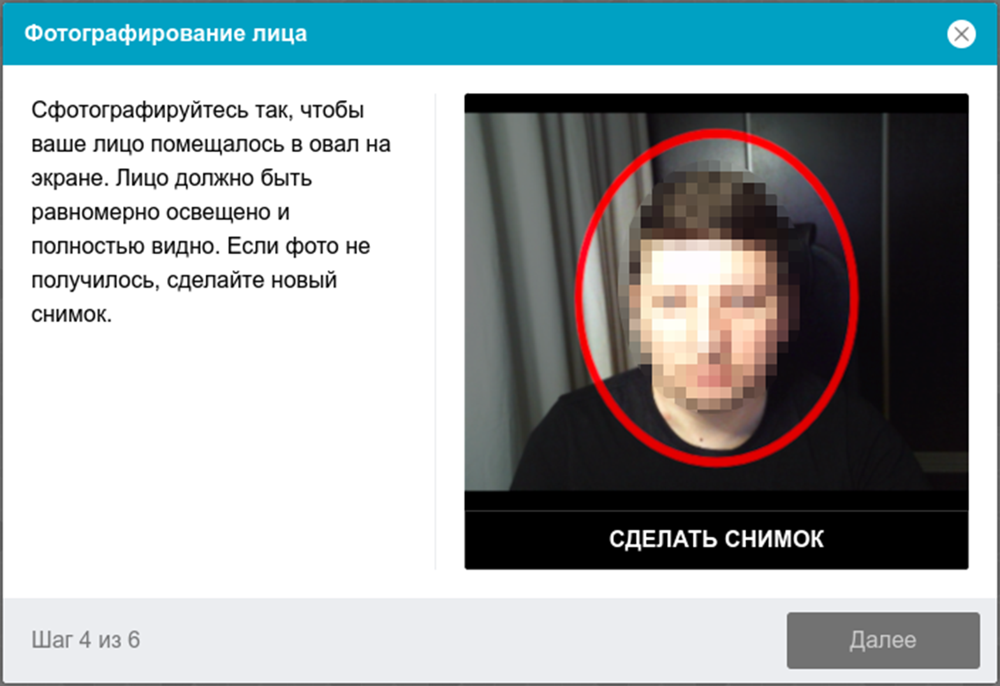 Фотографирование лица
Сфотографируйтесь так, чтобы
ваше лицо помещалось в овал на
экране. Лицо должно быть
равномерно освещено и
полностью видно. Если фото не
получилось, сделайте новый
снимок.
СДЕЛАТЬ СНИМОК
Шаг 4 из 6
Далее